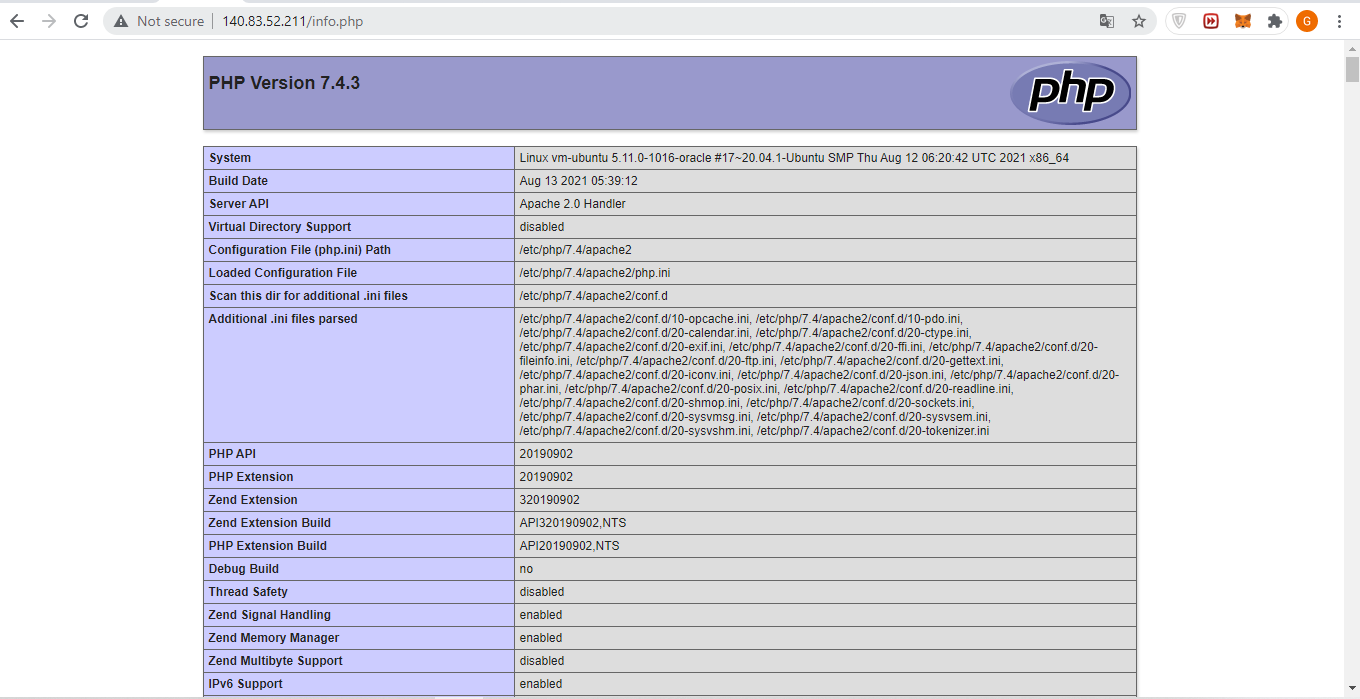 Not secure 140.83.52.211/info.php
G
PHP Version 7.4.3
php
System Linux vm-ubuntu 5.11.0-1016-oracle #17~20.04.1-Ubuntu SMP Thu Aug 12 06:20:42 UTC 2021 x86_64
Build Date Aug 13 2021 05:39:12
Server API Apache 2.0 Handler
Virtual Directory Support disabled
Configuration File (php.ini) Path /etc/php/7.4/apache2
Loaded Configuration File /etc/php/7.4/apache2/php.ini
Scan this dir for additional .ini files /etc/php/7.4/apache2/conf.d
Additional .ini files parsed /etc/php/7.4/apache2/conf.d/10-opcache.ini, /etc/php/7.4/apache2/conf.d/10-pdo.ini,
/etc/php/7.4/apache2/conf.d/20-calendar.ini, /etc/php/7.4/apache2/conf.d/20-ctype.ini,
/etc/php/7.4/apache2/conf.d/20-exif.ini, /etc/php/7.4/apache2/conf.d/20-ffi.ini, /etc/php/7.4/apache2/conf.d/20-
fileinfo.ini, /etc/php/7.4/apache2/conf.d/20-ftp.ini, /etc/php/7.4/apache2/conf.d/20-gettext.ini,
/etc/php/7.4/apache2/conf.d/20-iconv.ini, /etc/php/7.4/apache2/conf.d/20-json.ini, /etc/php/7.4/apache2/conf.d/20-
phar.ini, /etc/php/7.4/apache2/conf.d/20-posix.ini, /etc/php/7.4/apache2/conf.d/20-readline.ini,
/etc/php/7.4/apache2/conf.d/20-shmop.ini, /etc/php/7.4/apache2/conf.d/20-sockets.ini,
/etc/php/7.4/apache2/conf.d/20-sysvmsg.ini, /etc/php/7.4/apache2/conf.d/20-sysvsem.ini,
/etc/php/7.4/apache2/conf.d/20-sysvshm.ini, /etc/php/7.4/apache2/conf.d/20-tokenizer.ini
PHP API 20190902
PHP Extension 20190902
Zend Extension 320190902
Zend Extension Build API320190902,NTS
PHP Extension Build API20190902,NTS
Debug Build no
Thread Safety disabled
Zend Signal Handling enabled
Zend Memory Manager enabled
Zend Multibyte Support disabled
IPv6 Support enabled